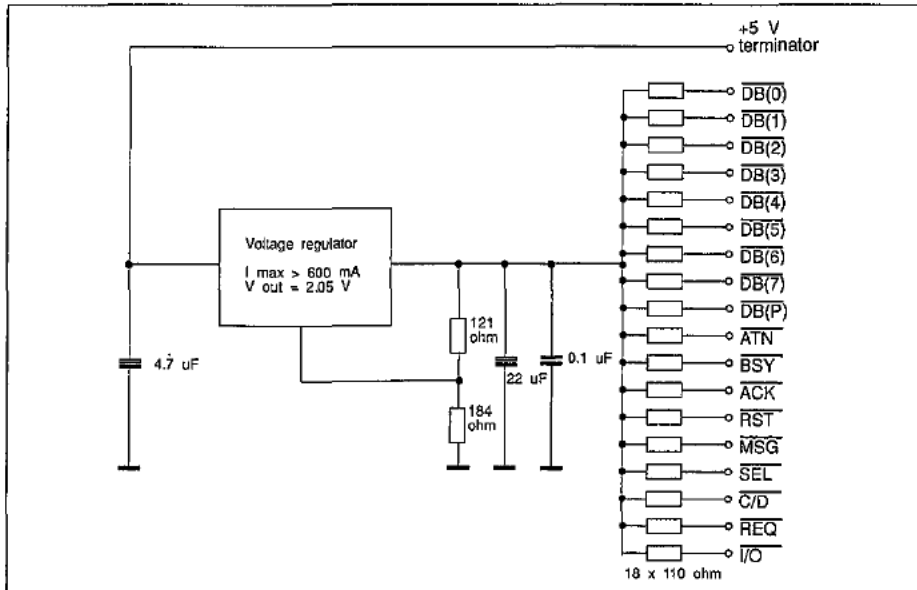 +5 V
terminator
DB(0)
DB(1)
DB(2)
DB(3)
DB(4)
DB(5)
DB(6)
DB(7)
DB(P)
ATN
BSY
ACK
RST
MSG
SEL
C/D
REQ
I/O
18 x 110 ohm
Voltage regulator
I max > 600 mA
V out = 2.05 V
4.7 uF
121
ohm
184
ohm
22 uF
0.1 uF